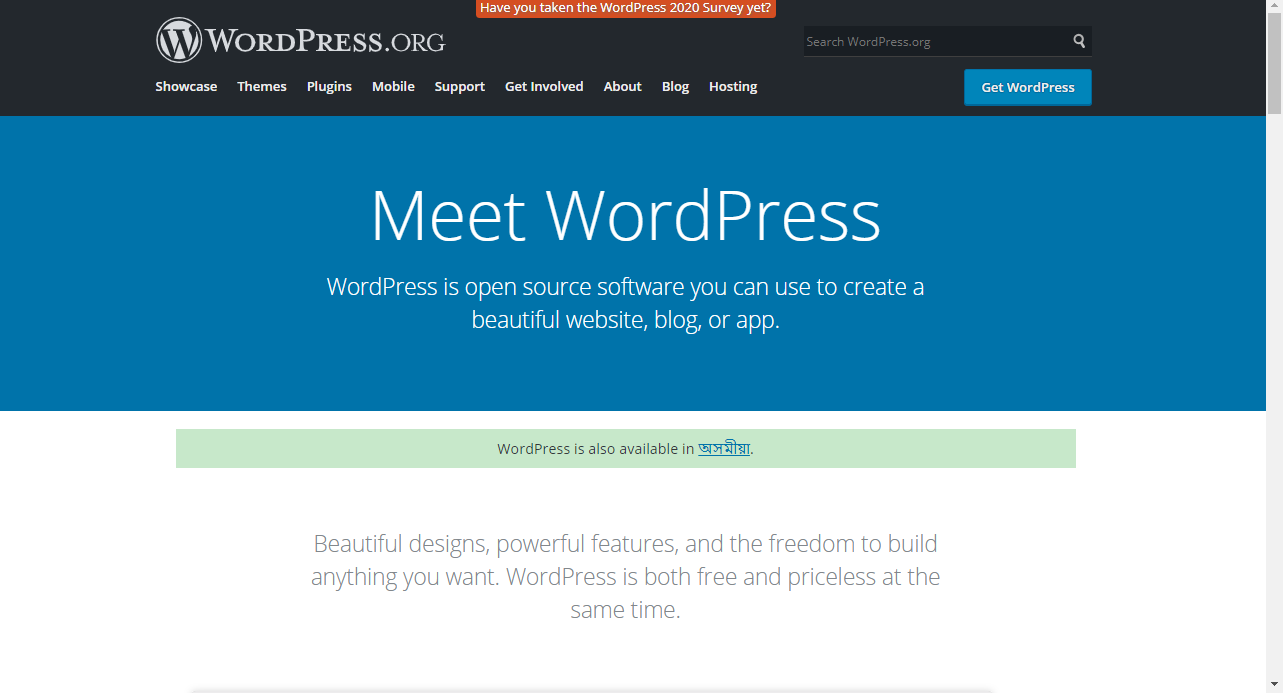 Have you taken the WordPress 2020 Survey yet?
WORDPRESS.ORG
Search WordPress.org
Showcase Themes Plugins Mobile Support Get Involved About Blog Hosting
Get WordPress
Meet WordPress
WordPress is open source software you can use to create a
beautiful website, blog, or app.
WordPress is also available in অসমীয়া.
Beautiful designs, powerful features, and the freedom to build
anything you want. WordPress is both free and priceless at the
same time.